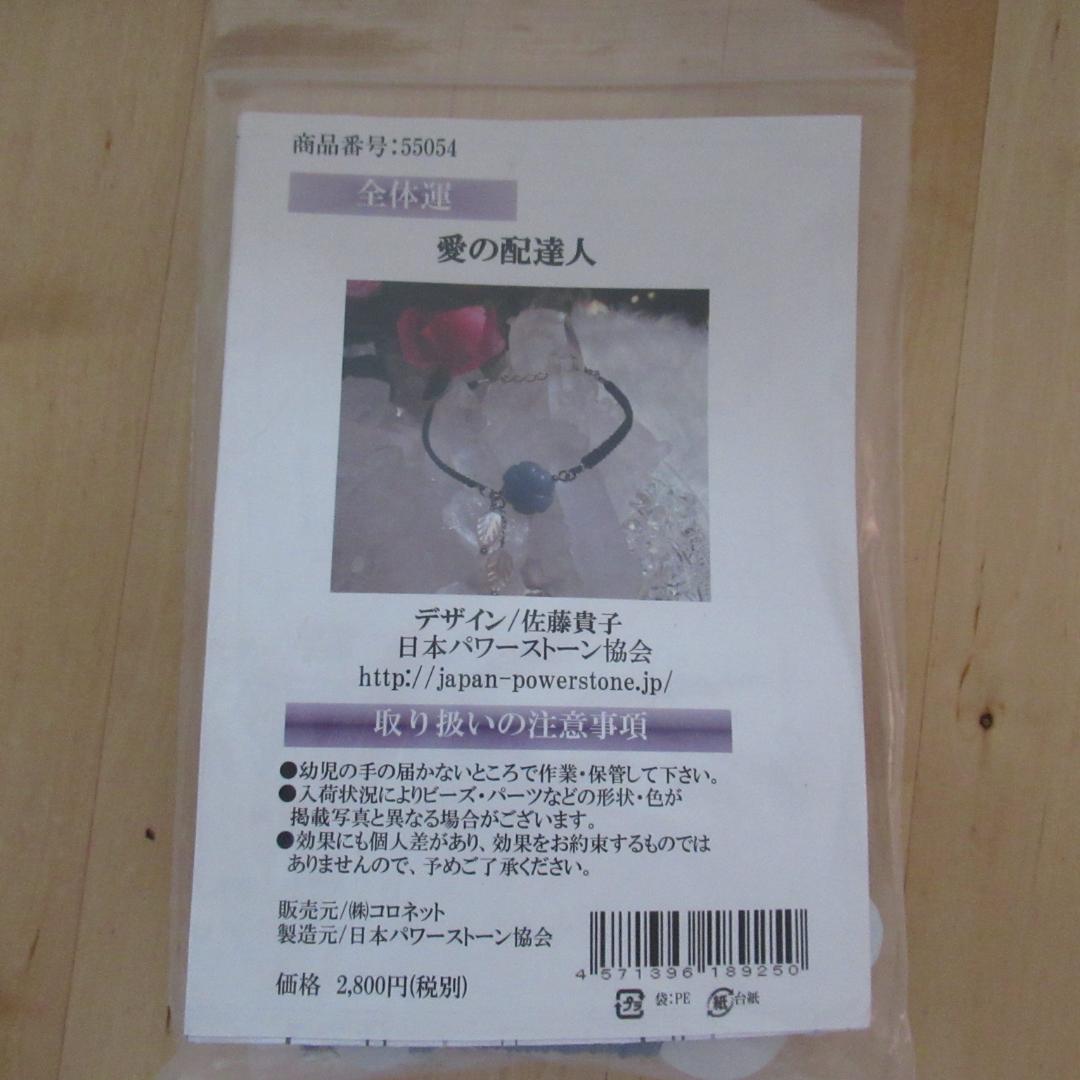 商品番号：55054
全体運
愛の配達人
デザイン/佐藤貴子
日本パワーストーン協会
http://japan-powerstone.jp/
取り扱いの注意事項
●幼児の手の届かないところで作業・保管して下さい。
●入荷状況によりビーズ・パーツなどの形状・色が
掲載写真と異なる場合がございます。
●効果にも個人差があり、効果をお約束するものでは
ありませんので、予めご了承ください。
販売元/㈱コロネット
製造元/日本パワーストーン協会
価格 2,800円(税別)
4 571396 189250
プラ 袋：PE 紙 台紙